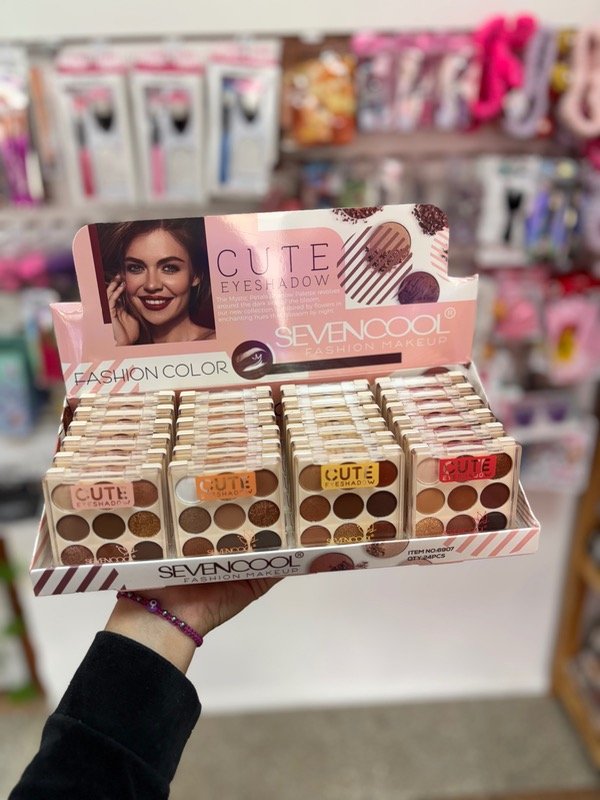 CUTE
EYESHADOW
SEVENCOOL®
FASHION MAKEUP
FASHION COLOR
CUTE
EYESHADOW
CUTE
EYESHADOW
CUTE
EYESHADOW
CUTE
EYESHADOW
SEVENCOOL
SEVENCOOL®
FASHION MAKEUP
ITEM NO:6907
QTY:24PCS